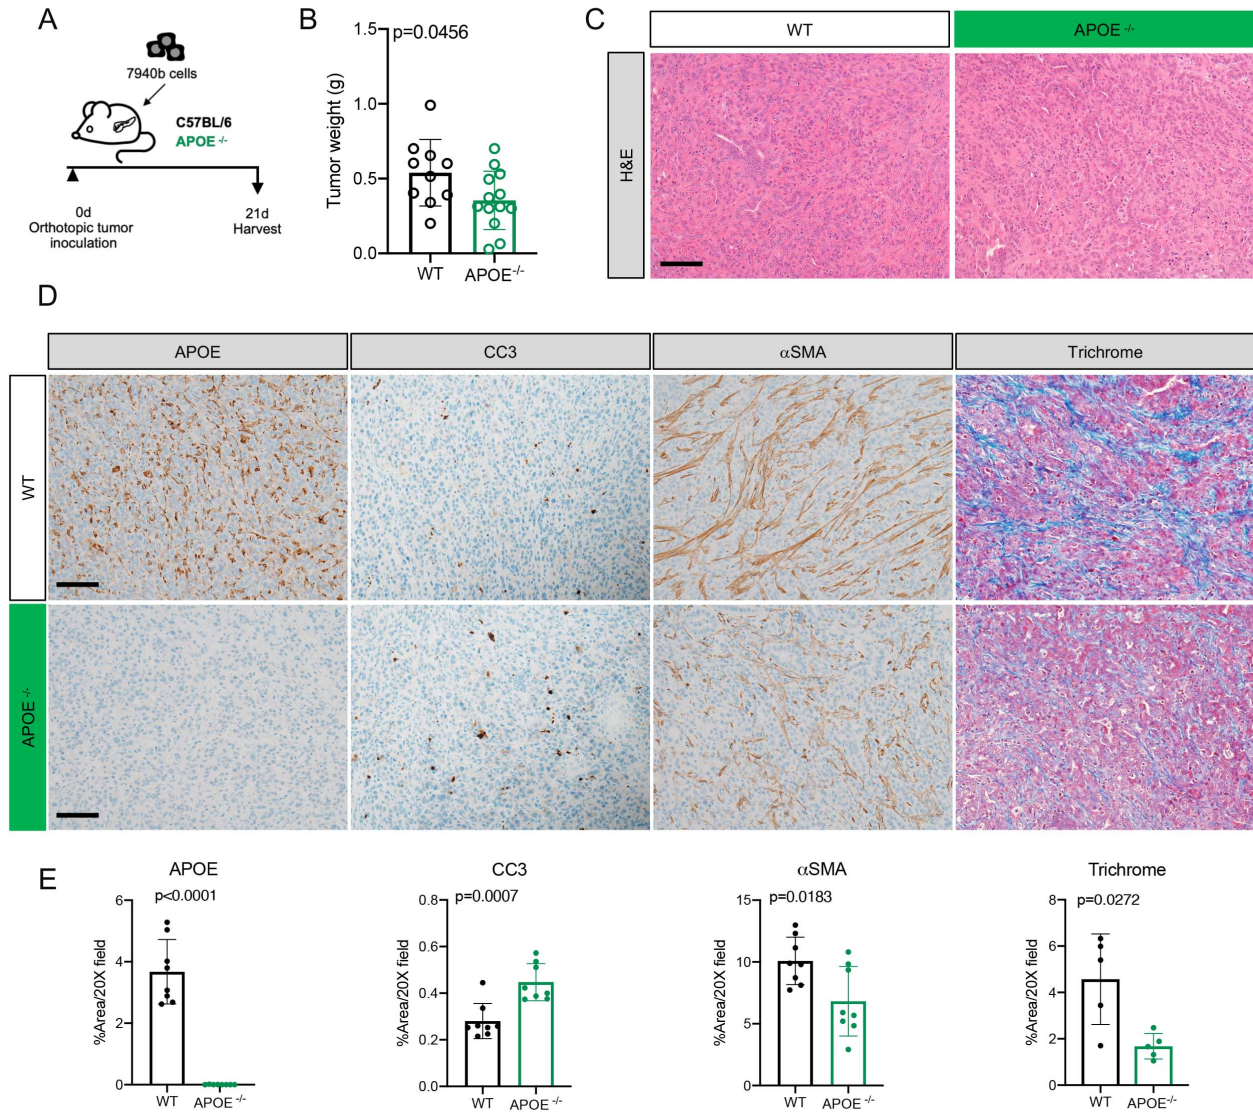 A
7940b cells
C57BL/6
APOE -/-
0d
Orthotopic tumor
inoculation
21d
Harvest
B
p=0.0456
Tumor weight (g)
1.5
1.0
0.5
0.0
WT
APOE-/-
C
WT
APOE -/-
H&E
D
APOE
CC3
αSMA
Trichrome
WT
APOE -/-
E
APOE
p<0.0001
%Area/20X field
6
4
2
0
WT
APOE -/-
CC3
p=0.0007
%Area/20X field
0.8
0.6
0.4
0.2
0.0
WT
APOE -/-
αSMA
p=0.0183
%Area/20X field
15
10
5
0
WT
APOE -/-
Trichrome
p=0.0272
%Area/20X field
8
6
4
2
0
WT
APOE -/-